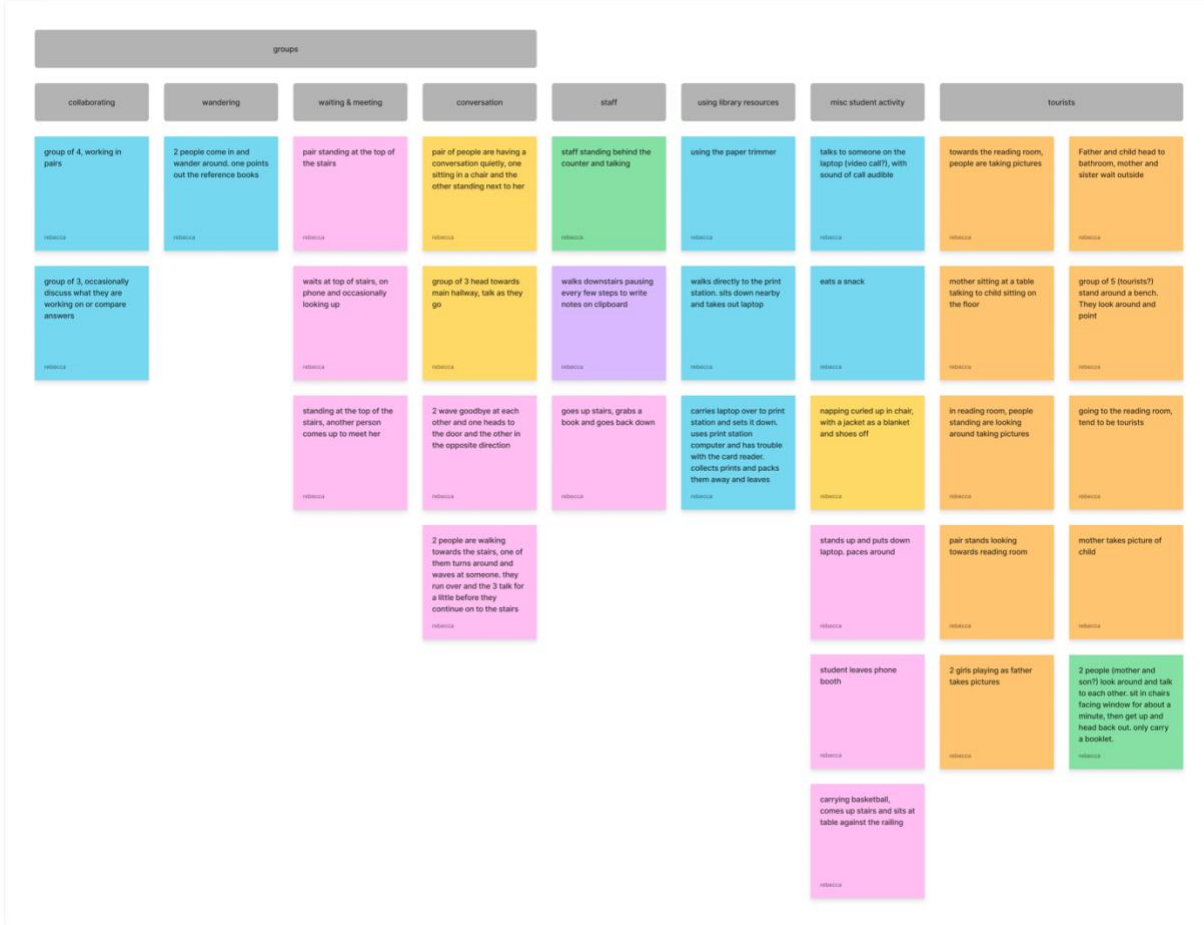 groups
collaborating
wandering
waiting & meeting
conversation
staff
using library resources
misc student activity
tourists
group of 4, working in
pairs
rebecca
group of 3, occasionally
discuss what they are
working on or compare
answers
rebecca
2 people come in and
wander around. one points
out the reference books
rebecca
pair standing at the top of
the stairs
rebecca
waits at top of stairs, on
phone and occasionally
looking up
rebecca
standing at the top of the
stairs, another person
comes up to meet her
rebecca
pair of people are having a
conversation quietly, one
sitting in a chair and the
other standing next to her
rebecca
group of 3 head towards
main hallway, talk as they
go
rebecca
2 wave goodbye at each
other and one heads to
the door and the other in
the opposite direction
rebecca
2 people are walking
towards the stairs, one of
them turns around and
waves at someone. they
run over and the 3 talk for
a little before they
continue on to the stairs
rebecca
staff standing behind the
counter and talking
rebecca
walks downstairs pausing
every few steps to write
notes on clipboard
rebecca
goes up stairs, grabs a
book and goes back down
rebecca
using the paper trimmer
rebecca
walks directly to the print
station. sits down nearby
and takes out laptop
rebecca
carries laptop over to print
station and sets it down.
uses print station
computer and has trouble
with the card reader.
collects prints and packs
them away and leaves
rebecca
talks to someone on the
laptop (video call?), with
sound of call audible
rebecca
eats a snack
rebecca
napping curled up in chair,
with a jacket as a blanket
and shoes off
rebecca
stands up and puts down
laptop. paces around
rebecca
student leaves phone
booth
rebecca
carrying basketball,
comes up stairs and sits at
table against the railing
rebecca
towards the reading room,
people are taking pictures
rebecca
mother sitting at a table
talking to child sitting on
the floor
rebecca
in reading room, people
standing are looking
around taking pictures
rebecca
pair stands looking
towards reading room
rebecca
2 girls playing as father
takes pictures
rebecca
Father and child head to
bathroom, mother and
sister wait outside
rebecca
group of 5 (tourists?)
stand around a bench.
They look around and
point
rebecca
going to the reading room,
tend to be tourists
rebecca
mother takes picture of
child
rebecca
2 people (mother and
son?) look around and talk
to each other. sit in chairs
facing window for about a
minute, then get up and
head back out. only carry
a booklet.
rebecca